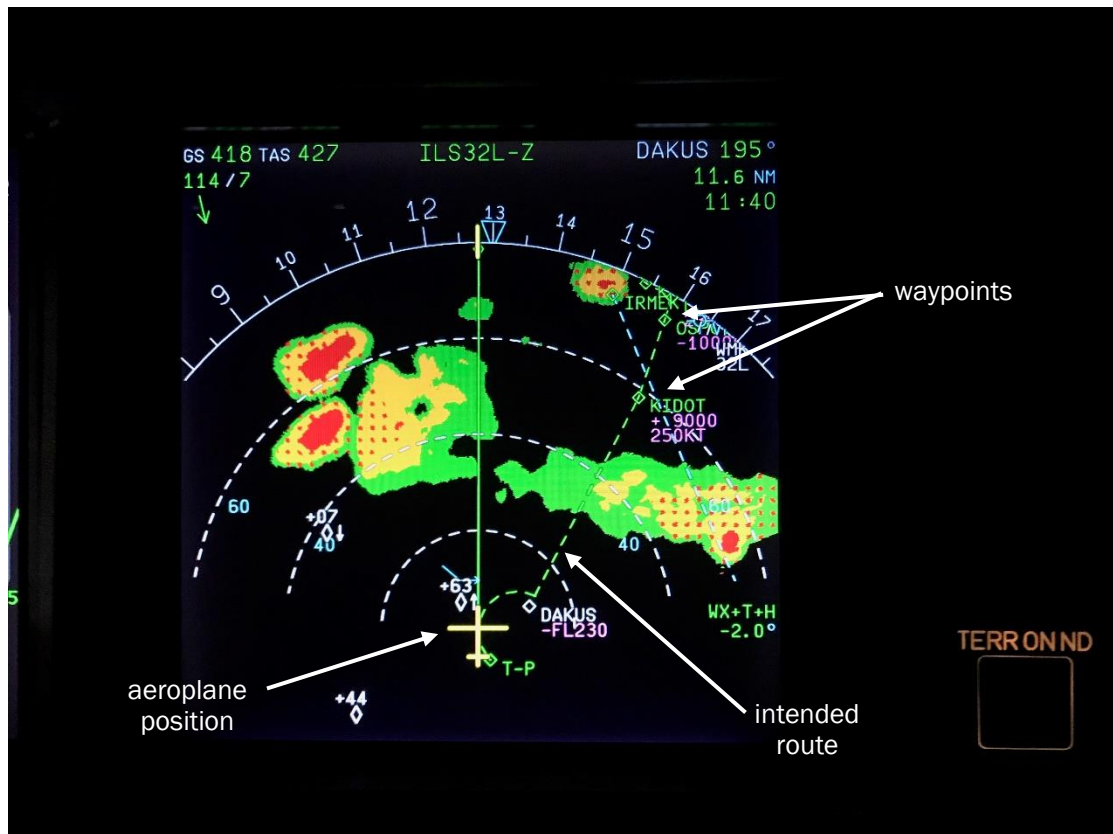 GS 418 TAS 427
ILS32L-Z
DAKUS 195°
114/7
11.6 NM
11:40
9
10
11
12
13
14
15
16
17
waypoints
IRMEK
-1000
32L
KIDOT
+ 9000
250KT
60
60
+07
40
40
+63
DAKUS
-FL230
WX+T+H
-2.0°
TERR ON ND
T-P
aeroplane
position
+44
intended
route
5